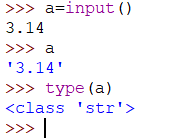 >>> a=input()
3.14
>>> a
'3.14'
>>> type(a)
<class 'str'>
>>>